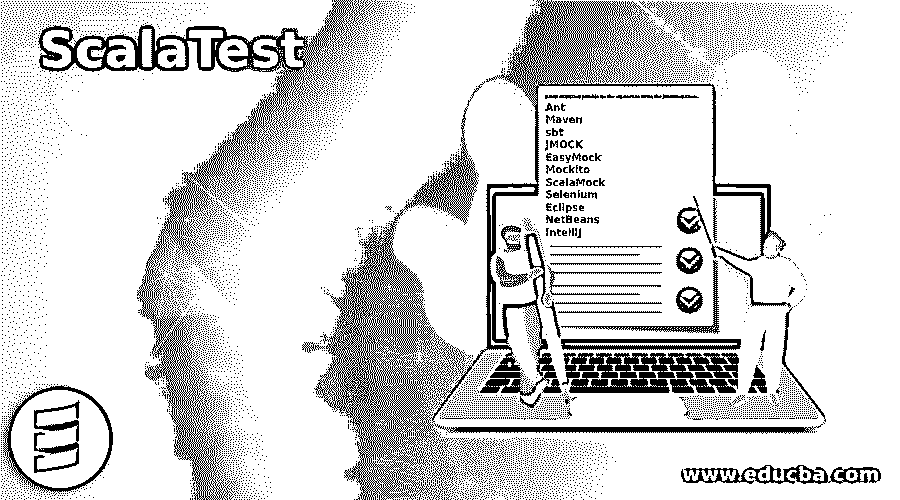 ScalaTest
Ant
Maven
sbt
JMOCK
EasyMock
Mockito
ScalaMock
Selenium
Eclipse
NetBeans
IntelliJ
www.educba.com